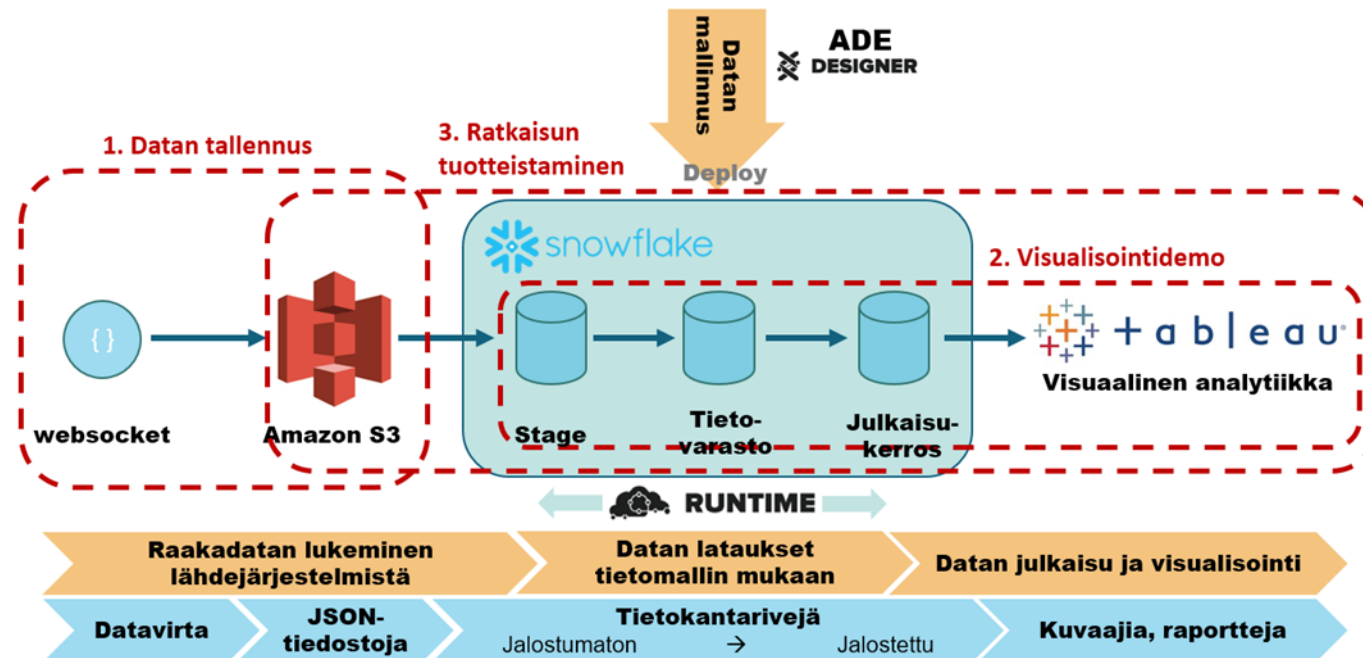 Datan
mallinnus
ADE
DESIGNER
1. Datan tallennus
3. Ratkaisun
tuotteistaminen
Deploy
snowflake
2. Visualisointidemo
{ }
+ableau
Visuaalinen analytiikka
websocket
Amazon S3
Stage
Tieto-
varasto
Julkaisu-
kerros
RUNTIME
Raakadatan lukeminen
lähdejärjestelmistä
Datan lataukset
tietomallin mukaan
Datan julkaisu ja visualisointi
Datavirta
JSON-
tiedostoja
Tietokantarivejä
Jalostumaton → Jalostettu
Kuvaajia, raportteja